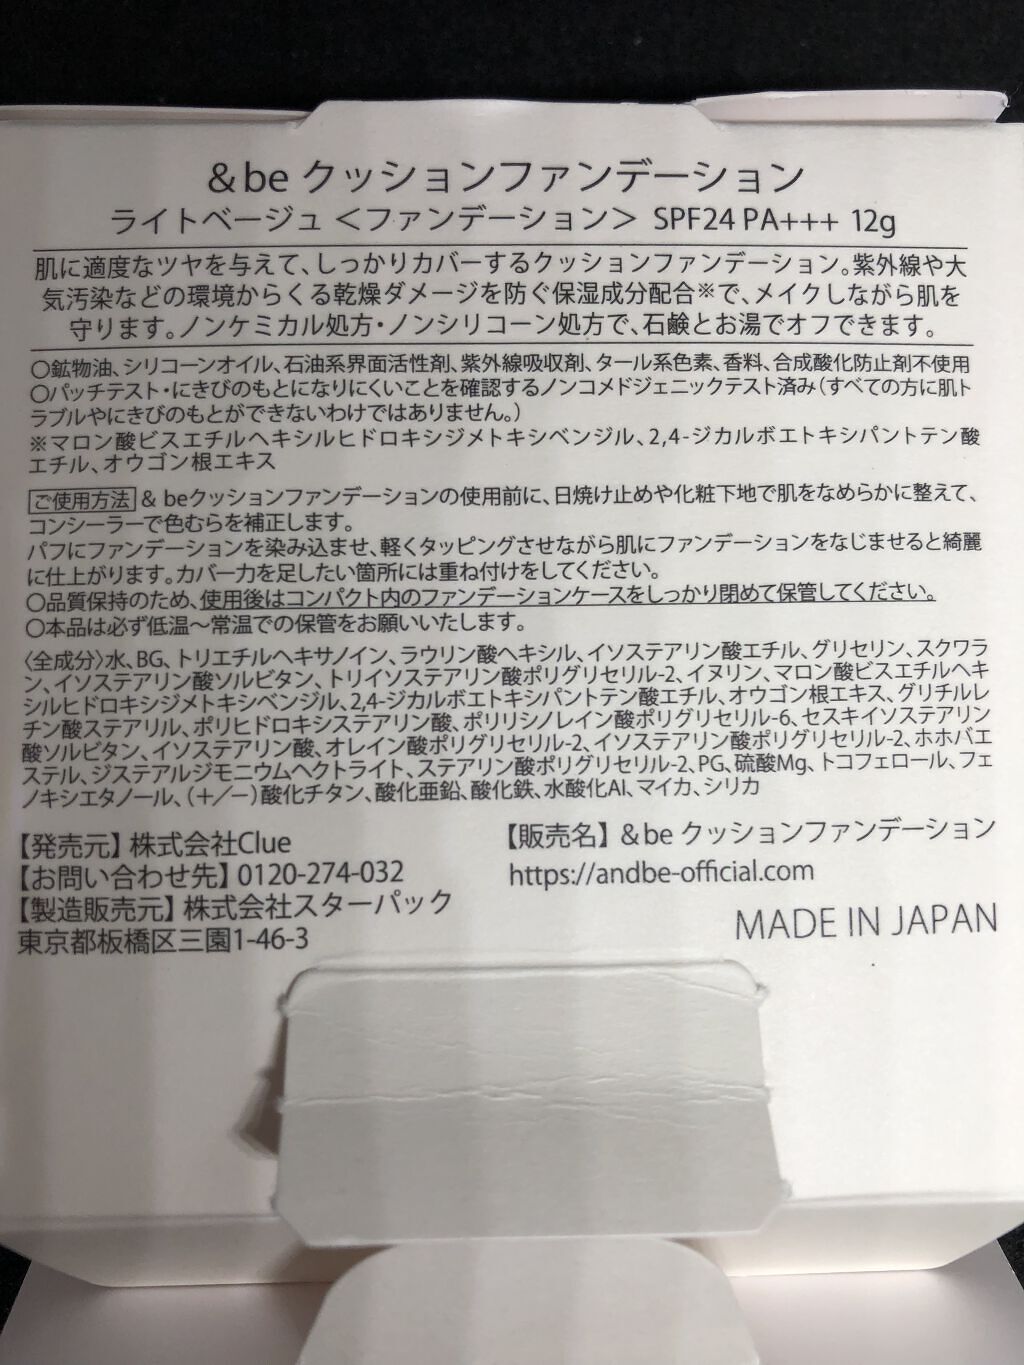 &be クッションファンデーション
ライトベージュ＜ファンデーション＞ SPF24 PA+++ 12g
肌に適度なツヤを与えて、しっかりカバーするクッションファンデーション。紫外線や大
気汚染などの環境からくる乾燥ダメージを防ぐ保湿成分配合※で、メイクしながら肌を
守ります。ノンケミカル処方・ノンシリコーン処方で、石鹸とお湯でオフできます。
○鉱物油、シリコーンオイル、石油系界面活性剤、紫外線吸収剤、タール系色素、香料、合成酸化防止剤不使用
○パッチテスト・にきびのもとになりにくいことを確認するノンコメドジェニックテスト済み（すべての方に肌ト
ラブルやにきびのもとができないわけではありません。）
※マロン酸ビスエチルヘキシルヒドロキシジメトキシベンジル、2,4-ジカルボエトキシパントテン酸
エチル、オウゴン根エキス
ご使用方法 & beクッションファンデーションの使用前に、日焼け止めや化粧下地で肌をなめらかに整えて、
コンシーラーで色むらを補正します。
パフにファンデーションを染み込ませ、軽くタッピングさせながら肌にファンデーションをなじませると綺麗
に仕上がります。カバー力を足したい箇所には重ね付けをしてください。
○品質保持のため、使用後はコンパクト内のファンデーションケースをしっかり閉めて保管してください。
○本品は必ず低温～常温での保管をお願いいたします。
〈全成分〉水、BG、トリエチルヘキサノイン、ラウリン酸ヘキシル、イソステアリン酸エチル、グリセリン、スクワラ
ン、イソステアリン酸ソルビタン、トリイソステアリン酸ポリグリセリル-2、イヌリン、マロン酸ビスエチルヘキ
シルヒドロキシジメトキシベンジル、2,4-ジカルボエトキシパントテン酸エチル、オウゴン根エキス、グリチルレ
チン酸ステアリル、ポリヒドロキシステアリン酸、ポリリシノレイン酸ポリグリセリル-6、セスキイソステアリン
酸ソルビタン、イソステアリン酸、オレイン酸ポリグリセリル-2、イソステアリン酸ポリグリセリル-2、ホホバエ
ステル、ジステアルジモニウムヘクトライト、ステアリン酸ポリグリセリル-2、PG、硫酸Mg、トコフェロール、フェ
ノキシエタノール、（＋／－）酸化チタン、酸化亜鉛、酸化鉄、水酸化Al、マイカ、シリカ
【発売元】株式会社Clue
【お問い合わせ先】0120-274-032
【製造販売元】株式会社スターパック
東京都板橋区三園1-46-3
【販売名】&be クッションファンデーション
https://andbe-official.com
MADE IN JAPAN